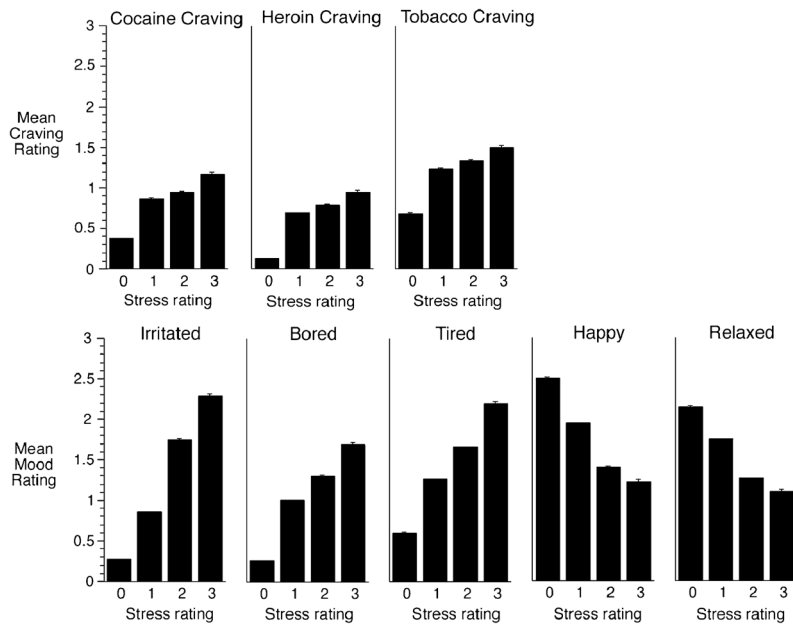 Cocaine Craving Heroin Craving Tobacco Craving
3
2.5
2
Mean
Craving
Rating
1.5
1
0.5
0
0 1 2 3 0 1 2 3 0 1 2 3
Stress rating Stress rating Stress rating
Irritated Bored Tired Happy Relaxed
3
2.5
2
Mean
Mood
Rating
1.5
1
0.5
0
0 1 2 3 0 1 2 3 0 1 2 3 0 1 2 3 0 1 2 3
Stress rating Stress rating Stress rating Stress rating Stress rating